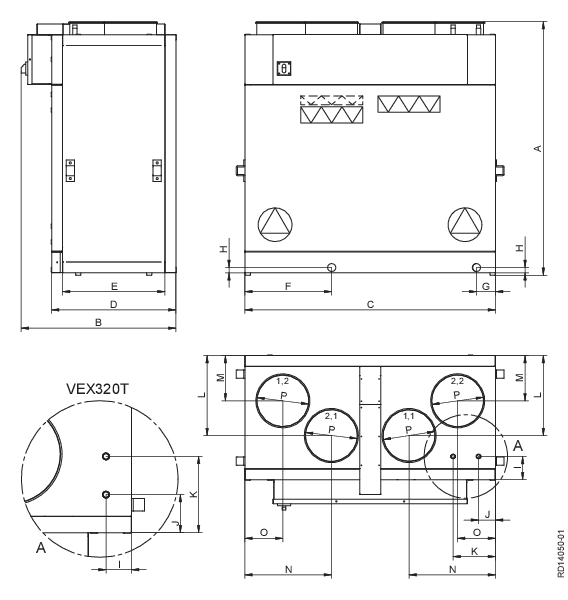 A
H
H
E
F
G
D
C
B
VEX320T
L
M
M
L
1,2
2,2
P
P
2,1
1,1
P
P
A
I
K
J
J
A
O
O
K
I
N
N
RD14050-01